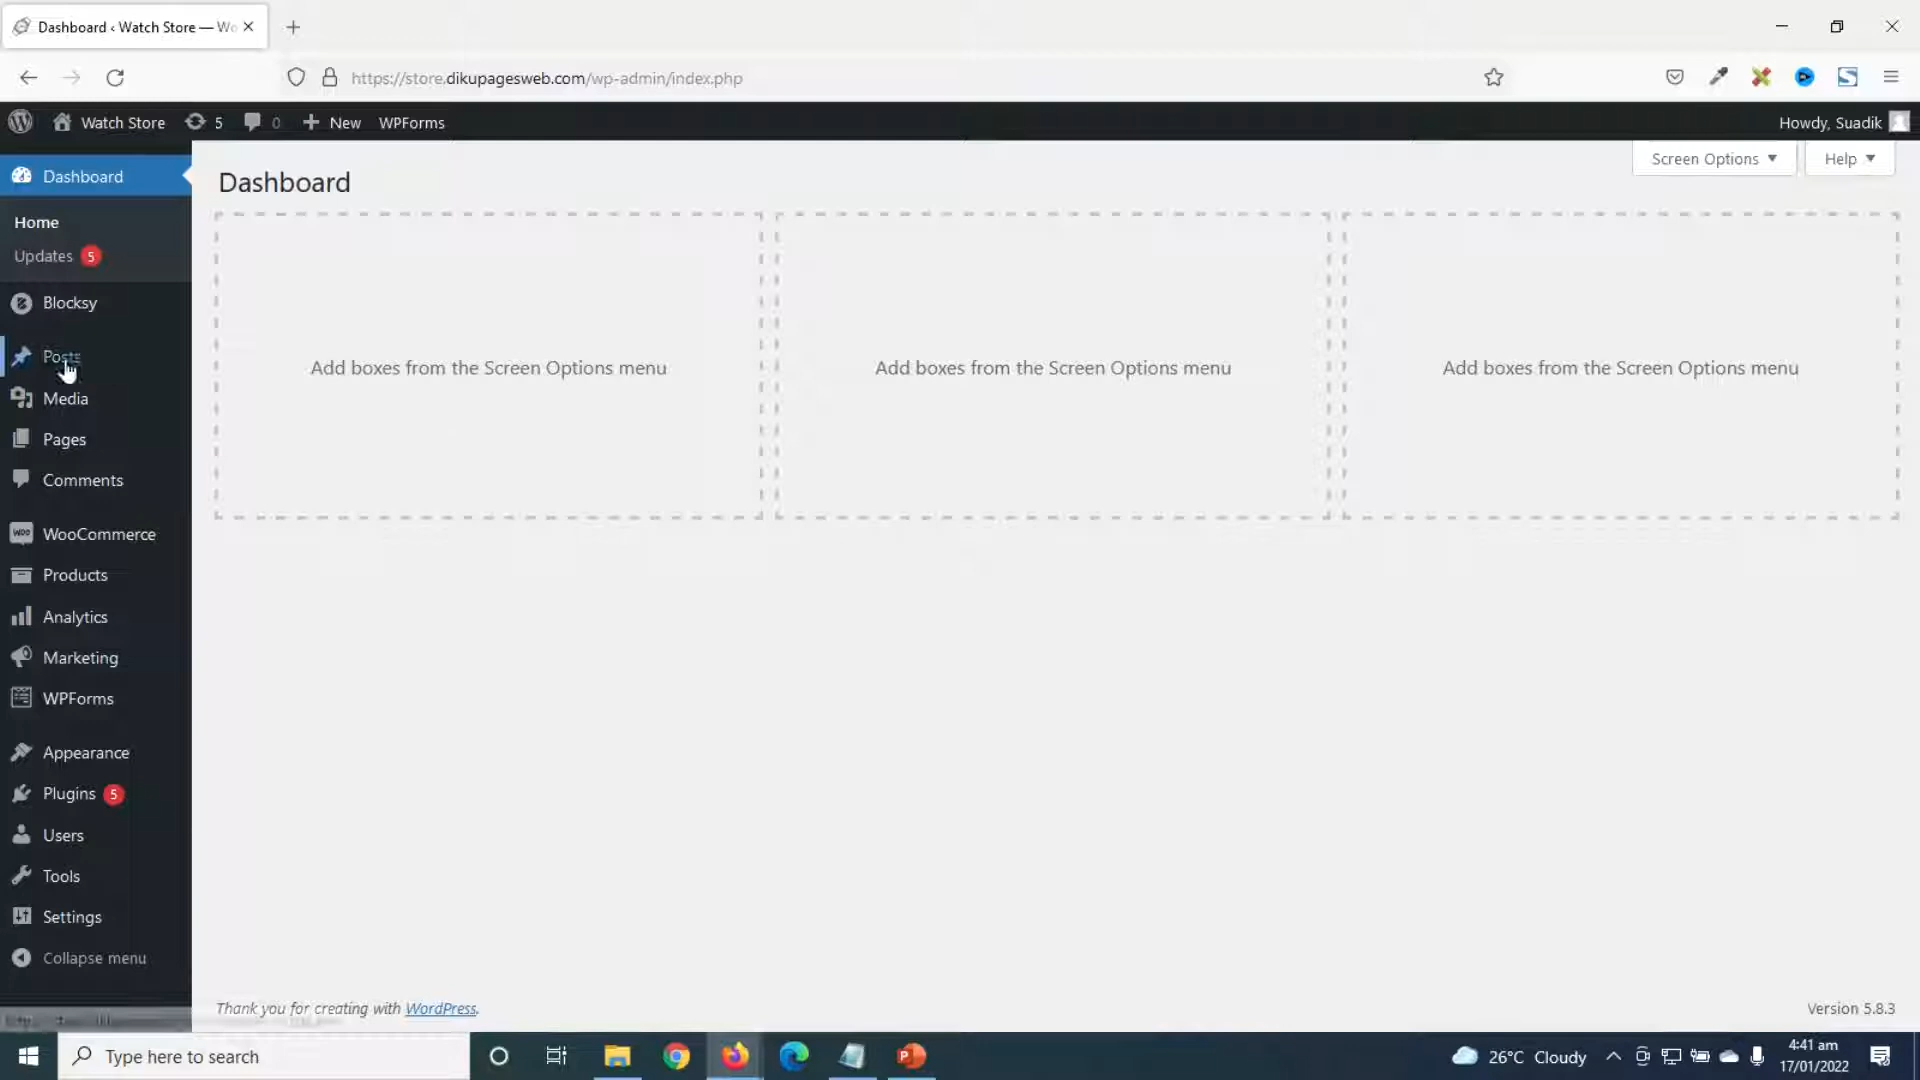 Dashboard ‹ Watch Store — Wo
https://store.dikupagesweb.com/wp-admin/index.php
Watch Store
5
0
New
WPForms
Howdy, Suadik
Dashboard
Home
Updates 5
Blocksy
Posts
Media
Pages
Comments
WooCommerce
Products
Analytics
Marketing
WPForms
Appearance
Plugins 5
Users
Tools
Settings
Collapse menu
Dashboard
Screen Options
Help
Add boxes from the Screen Options menu
Add boxes from the Screen Options menu
Add boxes from the Screen Options menu
Thank you for creating with WordPress.
Version 5.8.3
Type here to search
26°C Cloudy
4:41 am
17/01/2022